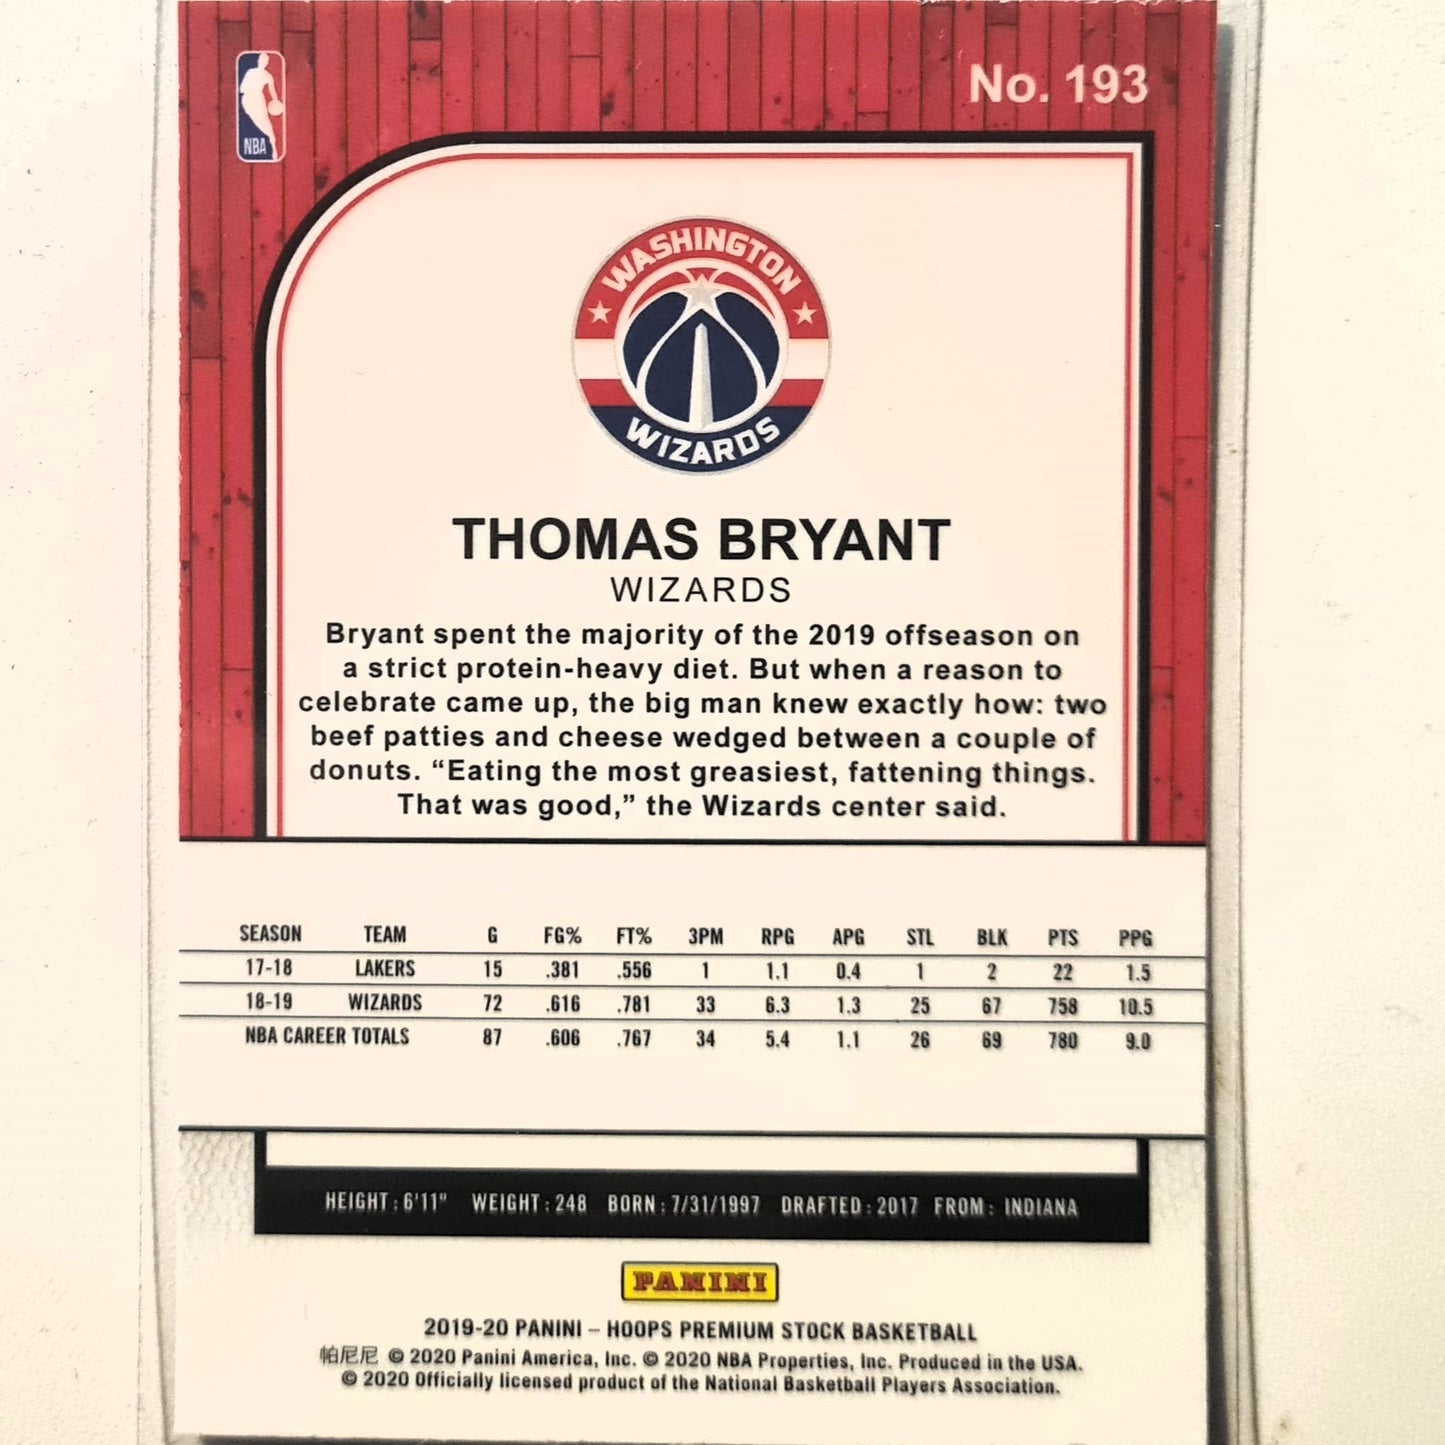 NBA
No. 193
WASHINGTON
WIZARDS
THOMAS BRYANT
WIZARDS
Bryant spent the majority of the 2019 offseason on
a strict protein-heavy diet. But when a reason to
celebrate came up, the big man knew exactly how: two
beef patties and cheese wedged between a couple of
donuts. “Eating the most greasiest, fattening things.
That was good,” the Wizards center said.
SEASON TEAM G FG% FT% 3PM RPG APG STL BLK PTS PPG
17-18 LAKERS 15 .381 .556 1 1.1 0.4 1 2 22 1.5
18-19 WIZARDS 72 .616 .781 33 6.3 1.3 25 67 758 10.5
NBA CAREER TOTALS 87 .606 .767 34 5.4 1.1 26 69 780 9.0
HEIGHT : 6'11" WEIGHT : 248 BORN : 7/31/1997 DRAFTED : 2017 FROM : INDIANA
PANINI
2019-20 PANINI – HOOPS PREMIUM STOCK BASKETBALL
帕尼尼 © 2020 Panini America, Inc. © 2020 NBA Properties, Inc. Produced in the USA.
© 2020 Officially licensed product of the National Basketball Players Association.